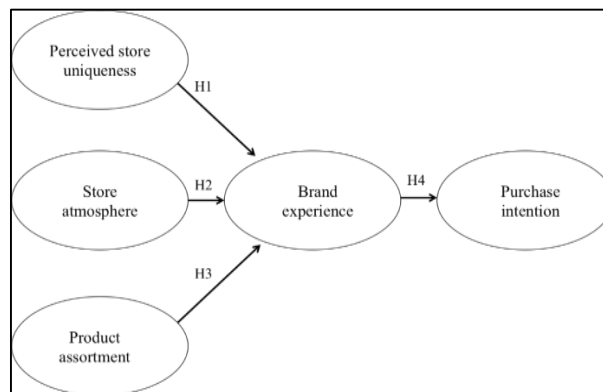 Perceived store
uniqueness
H1
Store
atmosphere
H2
Brand
experience
H4
Purchase
intention
H3
Product
assortment